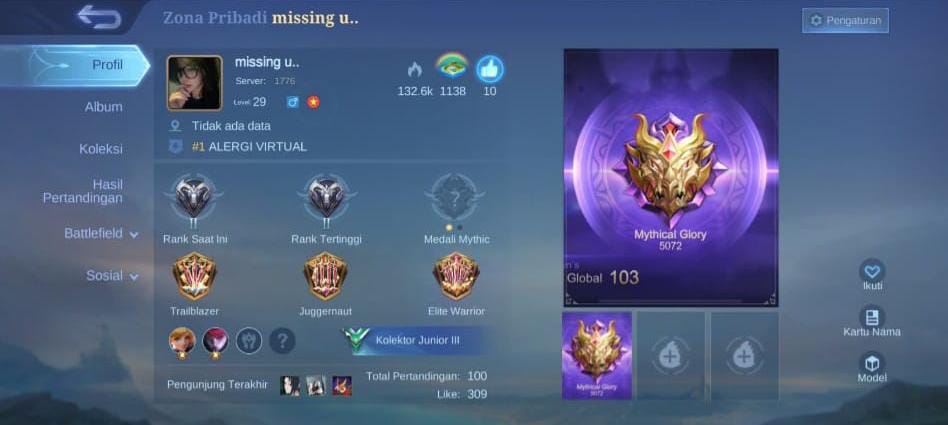 Zona Pribadi missing u..
Pengaturan
Profil
Album
Koleksi
Hasil
Pertandingan
Battlefield
Sosial
missing u..
Server: 1776
Level 29
132.6k 1138 10
Tidak ada data
#1 ALERGI VIRTUAL
II II
Rank Saat Ini Rank Tertinggi Medali Mythic
Trailblazer Juggernaut Elite Warrior
Kolektor Junior III
Pengunjung Terakhir
Total Pertandingan: 100
Like: 309
Mythical Glory
5072
Global 103
Mythical Glory
5072
Ikuti
Kartu Nama
Model